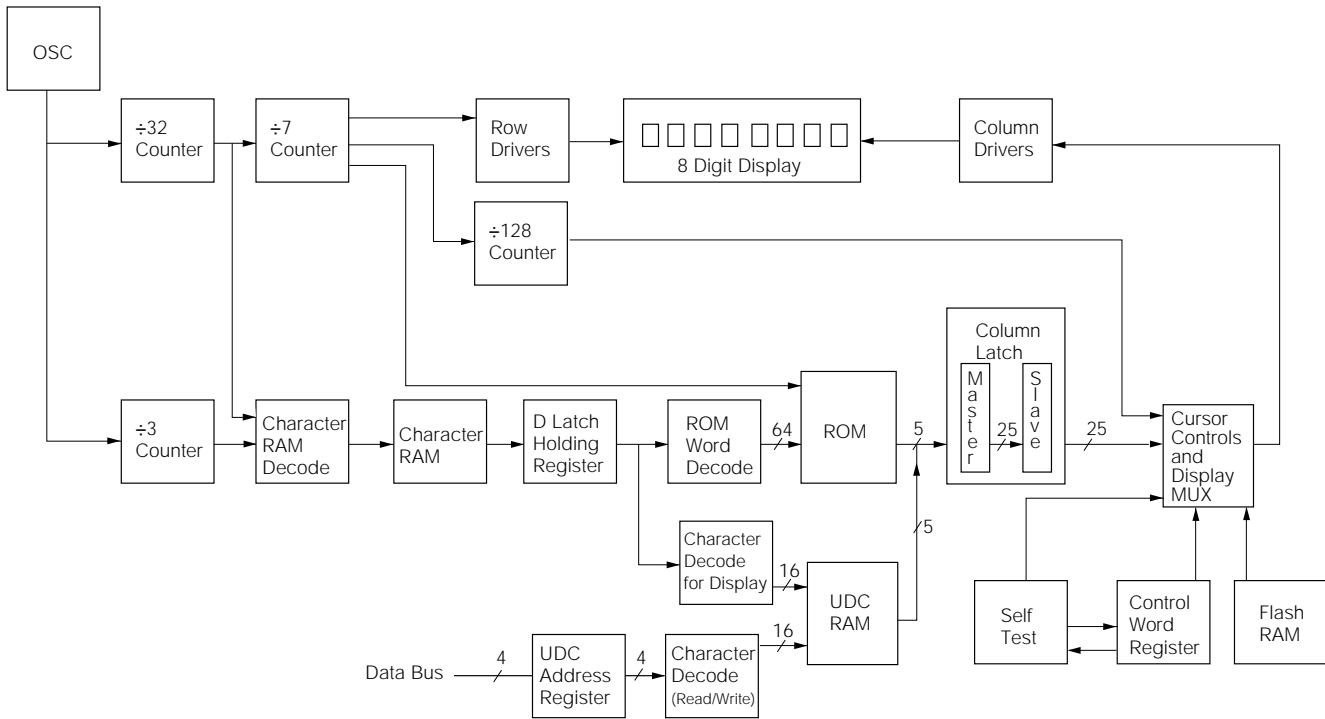 OSC
÷32
Counter
÷7
Counter
Row
Drivers
8 Digit Display
Column
Drivers
÷128
Counter
Column
Latch
Master
Slave
25
25
÷3
Counter
Character
RAM
Decode
Character
RAM
D Latch
Holding
Register
ROM
Word
Decode
64
ROM
5
Cursor
Controls
and
Display
MUX
Character
Decode
for Display
16
UDC
RAM
5
Self
Test
Control
Word
Register
Flash
RAM
Data Bus
4
UDC
Address
Register
4
Character
Decode
(Read/Write)
16